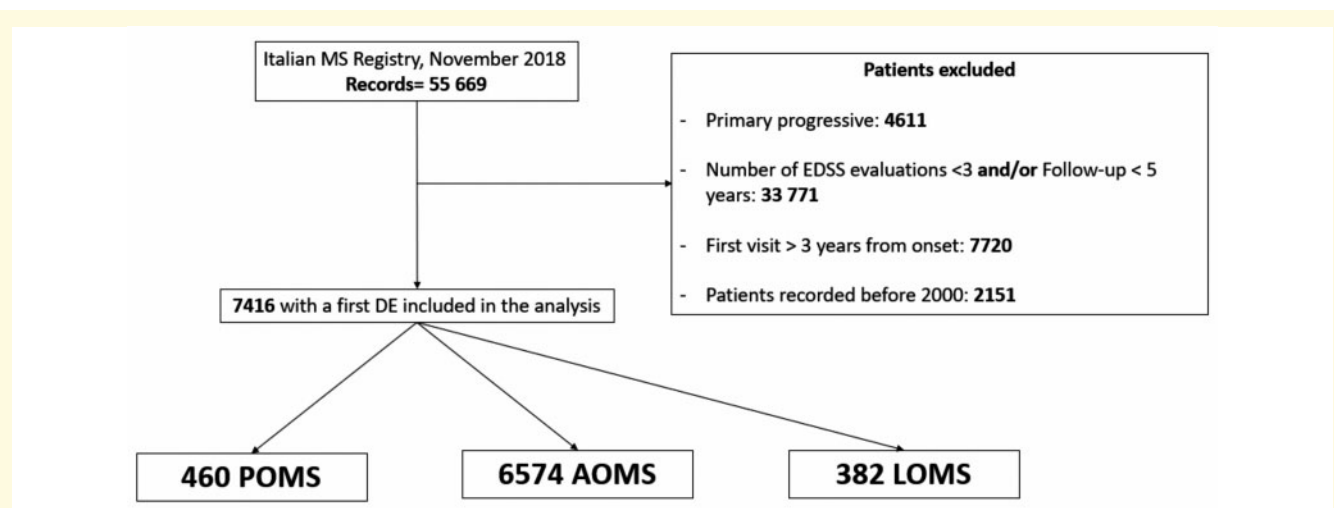 Italian MS Registry, November 2018
Records= 55 669
Patients excluded
- Primary progressive: 4611
- Number of EDSS evaluations <3 and/or Follow-up < 5
years: 33 771
- First visit > 3 years from onset: 7720
- Patients recorded before 2000: 2151
7416 with a first DE included in the analysis
460 POMS
6574 AOMS
382 LOMS